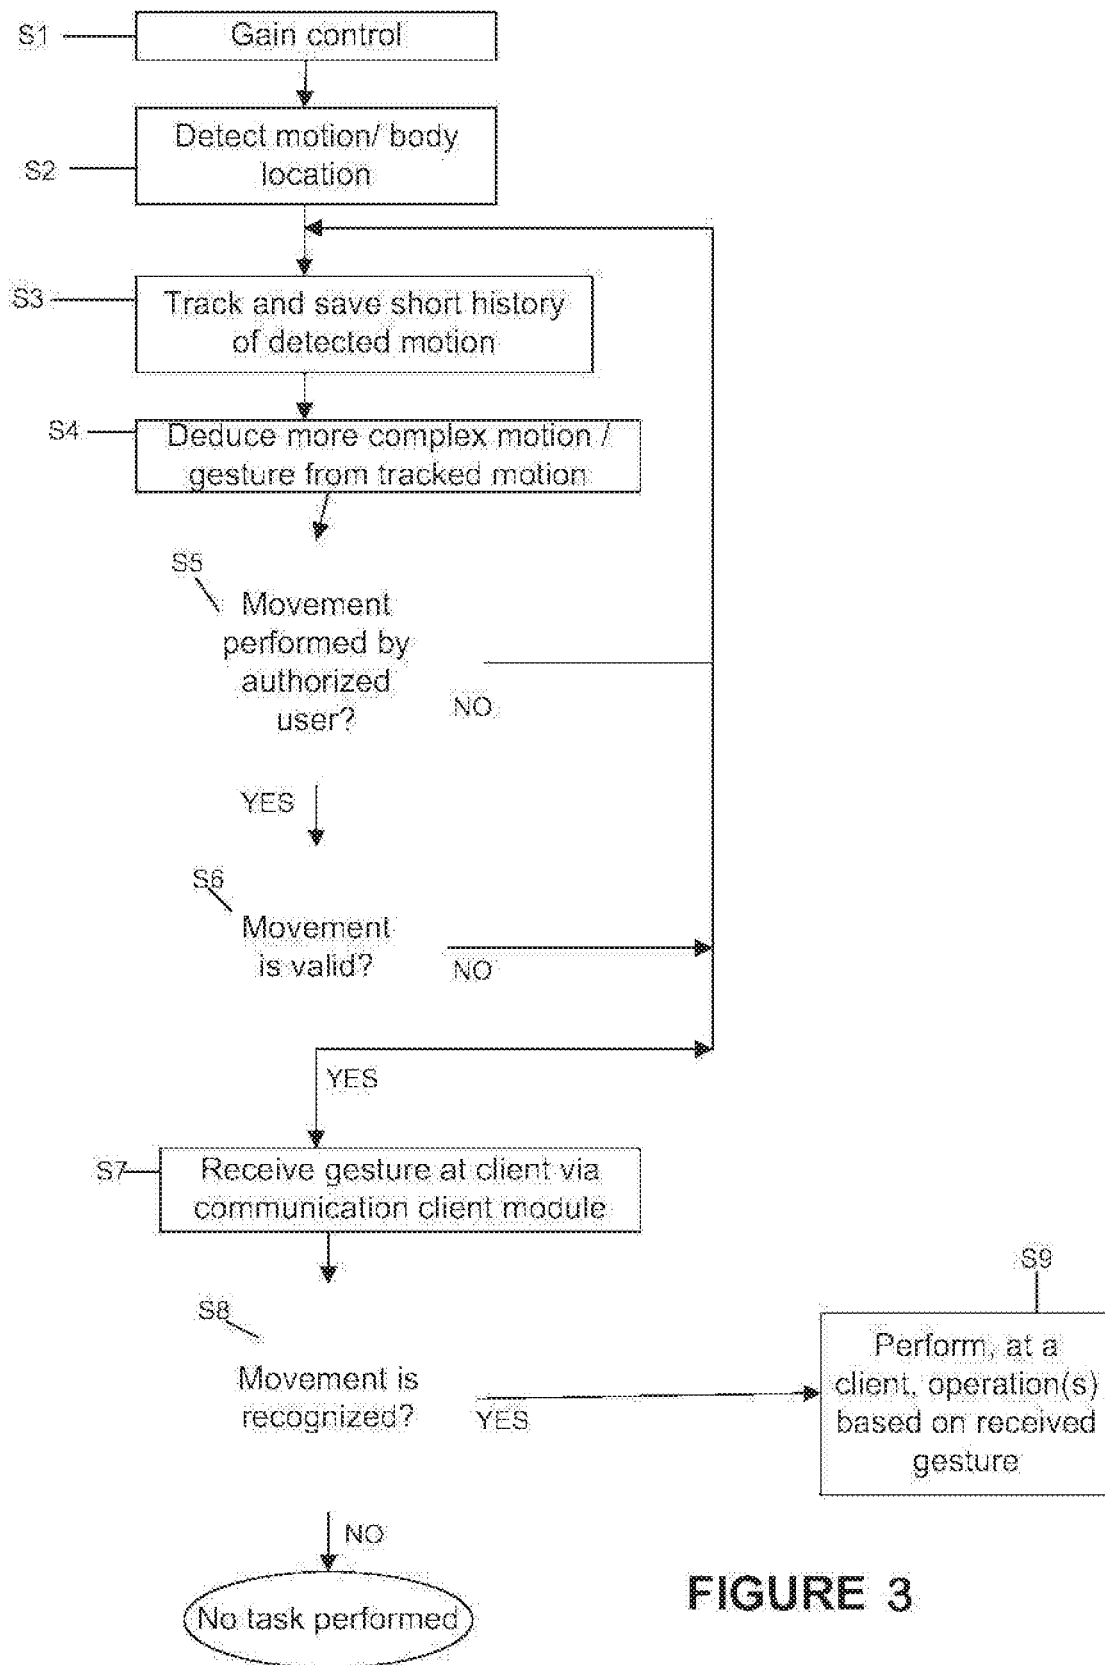 S1
Gain control
S2
Detect motion/ body
location
S3
Track and save short history
of detected motion
S4
Deduce more complex motion /
gesture from tracked motion
S5
Movement
performed by
authorized
user?
NO
YES
S6
Movement
is valid?
NO
YES
S7
Receive gesture at client via
communication client module
S8
Movement is
recognized?
YES
S9
Perform, at a
client, operation(s)
based on received
gesture
NO
No task performed
FIGURE 3